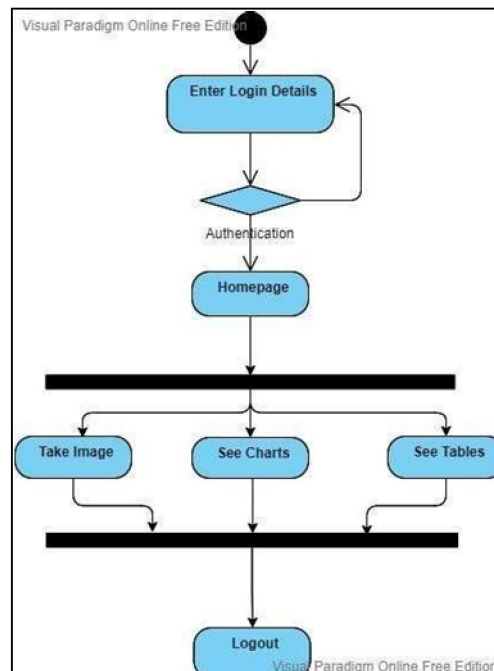 Visual Paradigm Online Free Edition
Enter Login Details
Authentication
Homepage
Take Image
See Charts
See Tables
Logout
Visual Paradigm Online Free Edition